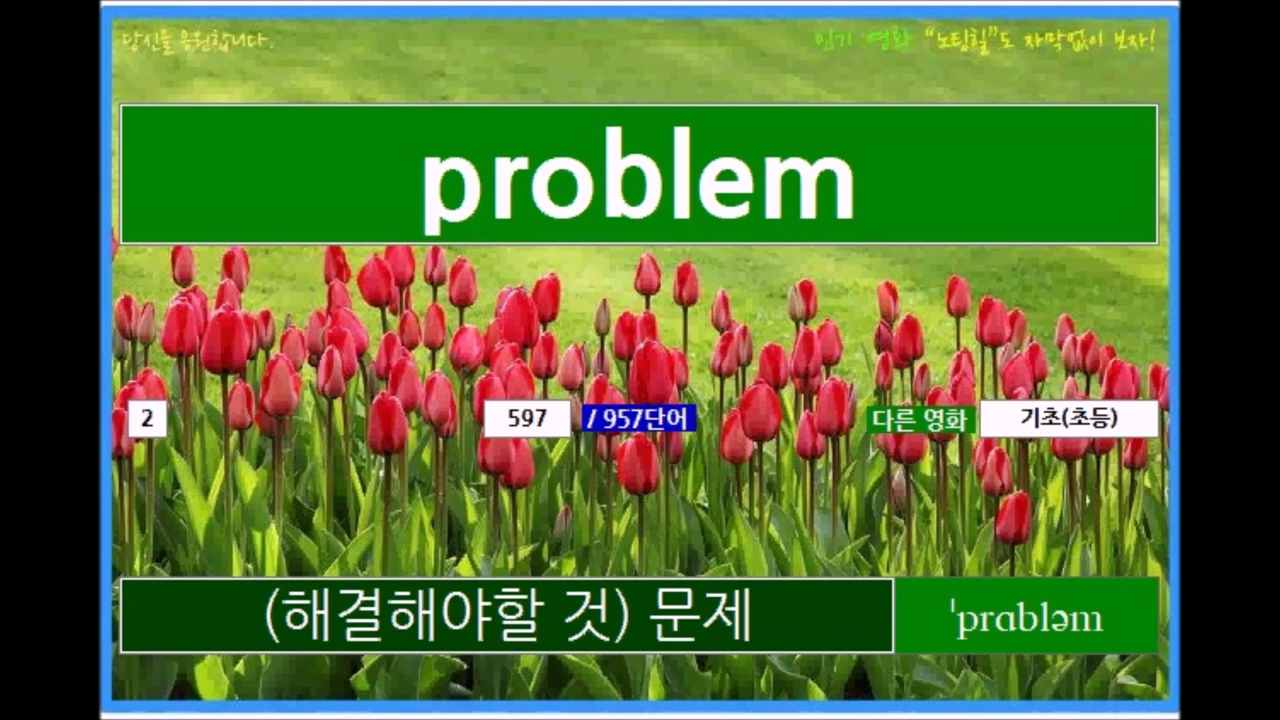 당신을 응원합니다.
인기 영화 "노팅힐"도 자막없이 보자!
problem
2
597 / 957단어
다른 영화 기초(초등)
(해결해야할 것) 문제
ˈprɑbləm